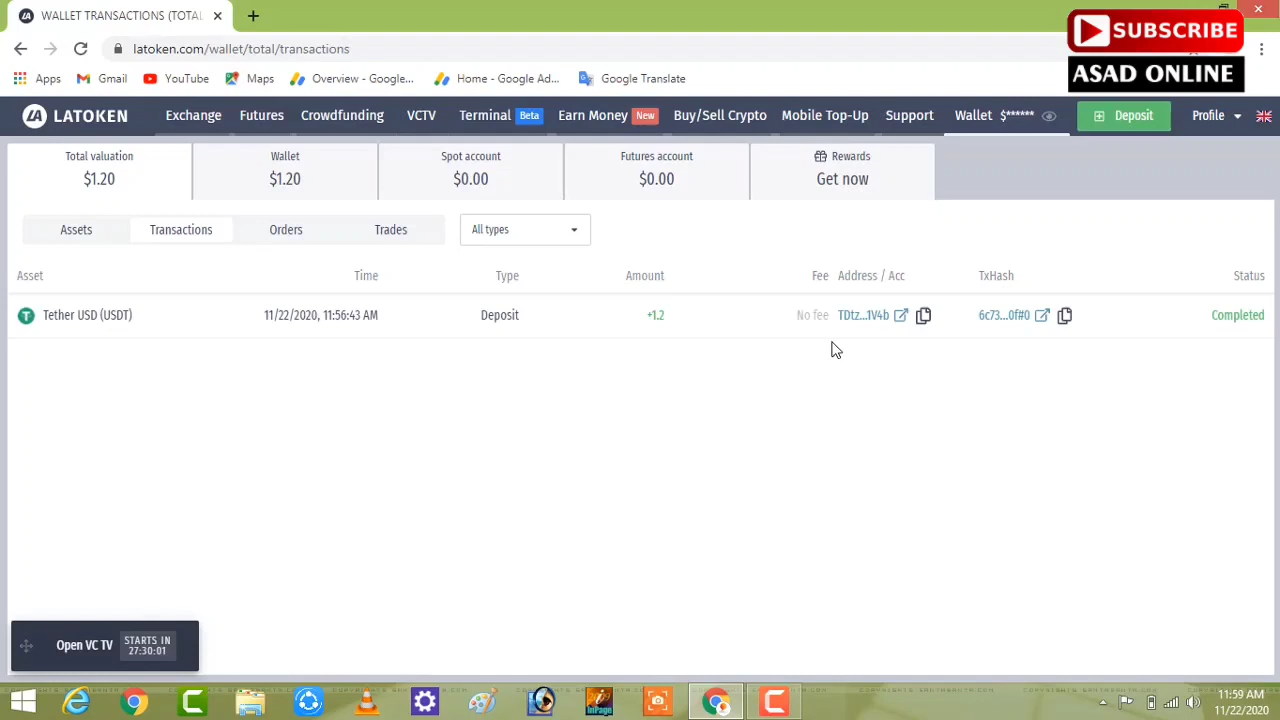 WALLET TRANSACTIONS (TOTAL
SUBSCRIBE
latoken.com/wallet/total/transactions
ASAD ONLINE
Apps Gmail YouTube Maps Overview - Google... Home - Google Ad... Google Translate
LATOKEN Exchange Futures Crowdfunding VCTV Terminal Beta Earn Money New Buy/Sell Crypto Mobile Top-Up Support Wallet $****** Deposit Profile
Total valuation Wallet Spot account Futures account Rewards
$1.20 $1.20 $0.00 $0.00 Get now
Assets Transactions Orders Trades All types
Asset Time Type Amount Fee Address / Acc TxHash Status
Tether USD (USDT) 11/22/2020, 11:56:43 AM Deposit +1.2 No fee TDtz...1V4b 6c73...0f#0 Completed
Open VC TV STARTS IN
27:30:01
11:59 AM
11/22/2020